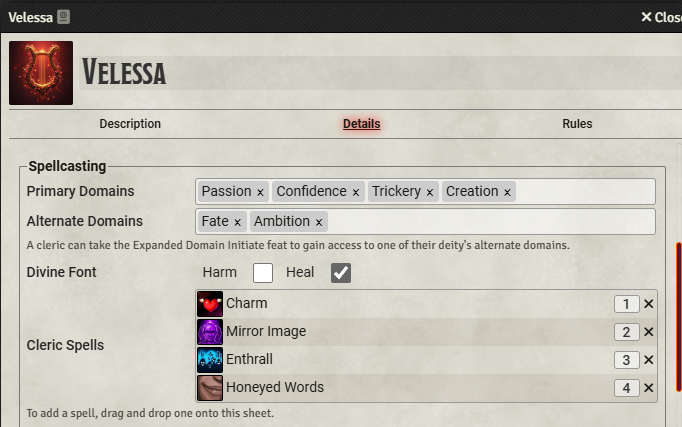 Velessa ✕ Close
VELESSA
Description Details Rules
Spellcasting
Primary Domains Passion × Confidence × Trickery × Creation ×
Alternate Domains Fate × Ambition ×
A cleric can take the Expanded Domain Initiate feat to gain access to one of their deity's alternate domains.
Divine Font Harm Heal ✓
Charm 1 ✕
Mirror Image 2 ✕
Cleric Spells
Enthrall 3 ✕
Honeyed Words 4 ✕
To add a spell, drag and drop one onto this sheet.